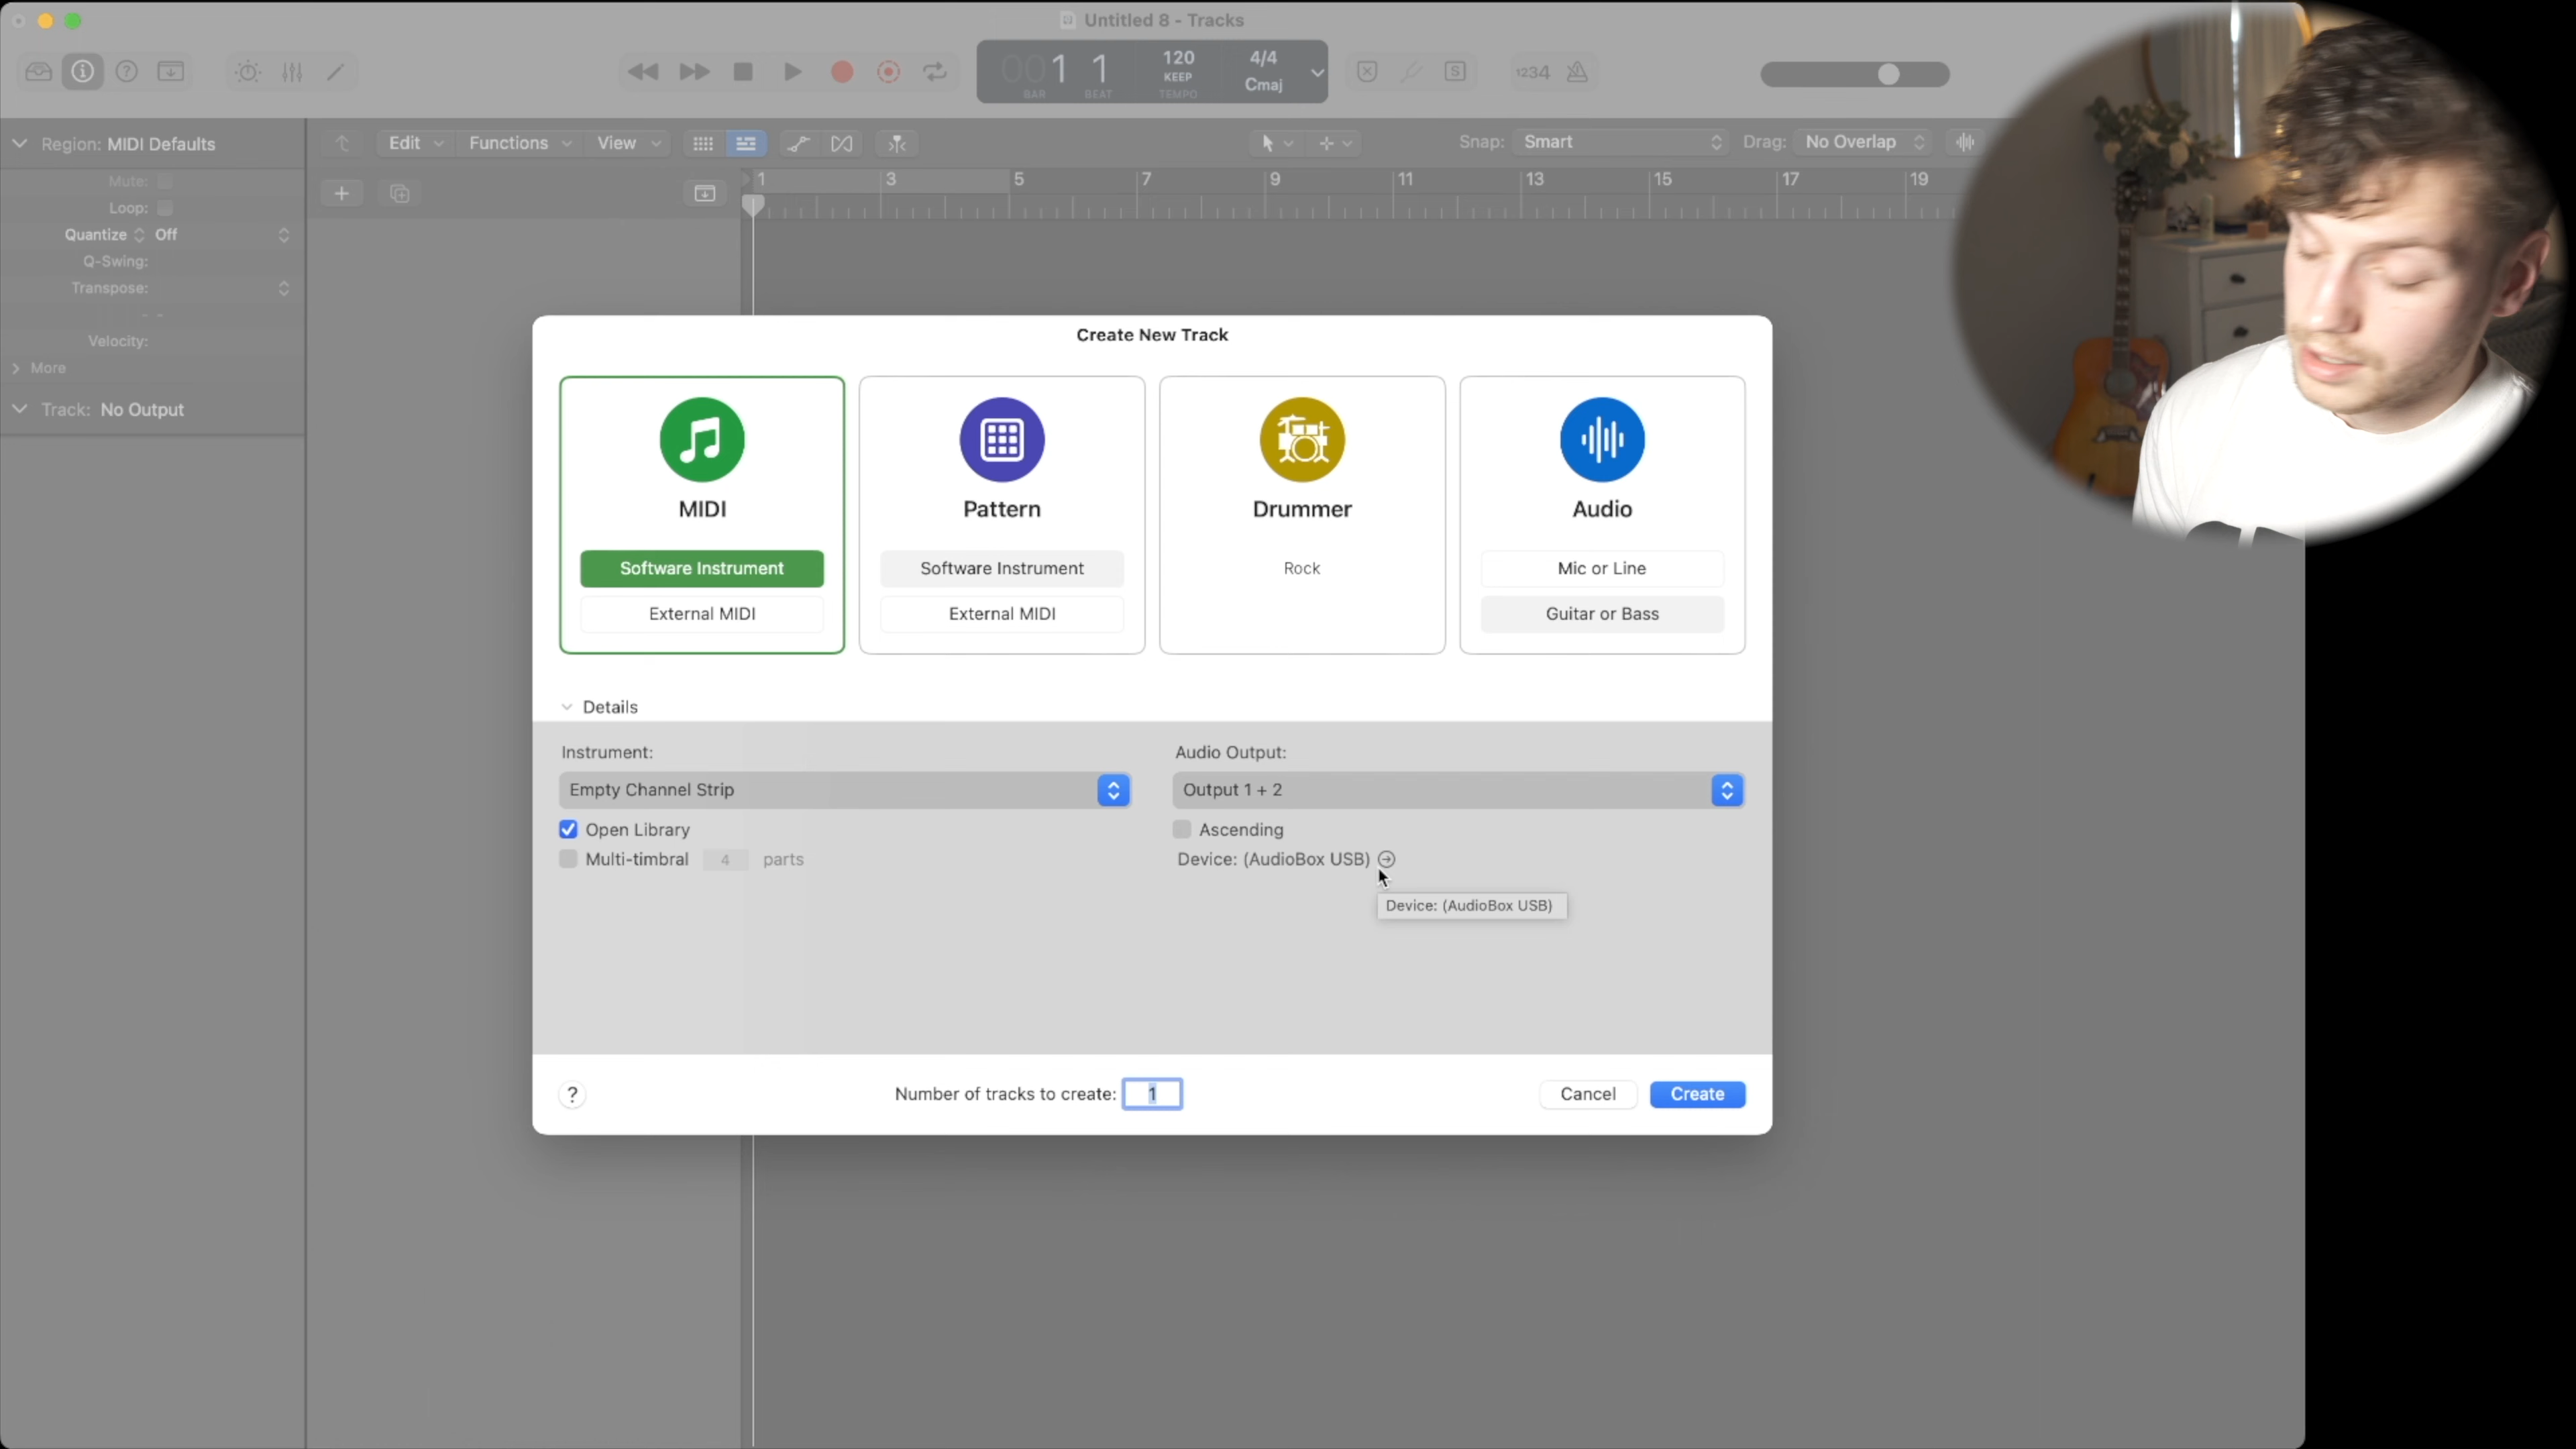 Untitled 8 - Tracks
001 1
120
KEEP
4/4
Cmaj
BAR
BEAT
TEMPO
S
1234
Region: MIDI Defaults
Edit
Functions
View
Snap: Smart
Drag: No Overlap
Mute:
Loop:
Quantize Off
Q-Swing:
Transpose:
Velocity:
More
Track: No Output
1 3 5 7 9 11 13 15 17 19
Create New Track
MIDI
Software Instrument
External MIDI
Pattern
Software Instrument
External MIDI
Drummer
Rock
Audio
Mic or Line
Guitar or Bass
Details
Instrument:
Empty Channel Strip
Open Library
Multi-timbral 4 parts
Audio Output:
Output 1 + 2
Ascending
Device: (AudioBox USB)
Device: (AudioBox USB)
?
Number of tracks to create: 1
Cancel
Create